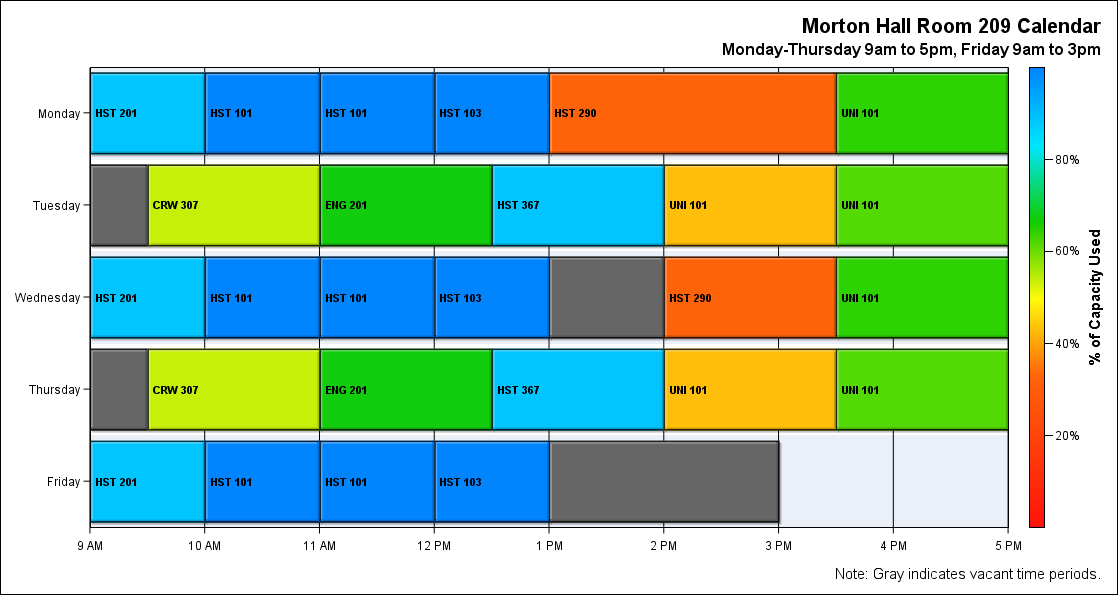 Morton Hall Room 209 Calendar
Monday-Thursday 9am to 5pm, Friday 9am to 3pm
Monday
HST 201
HST 101
HST 101
HST 103
HST 290
UNI 101
Tuesday
CRW 307
ENG 201
HST 367
UNI 101
UNI 101
Wednesday
HST 201
HST 101
HST 101
HST 103
HST 290
UNI 101
Thursday
CRW 307
ENG 201
HST 367
UNI 101
UNI 101
Friday
HST 201
HST 101
HST 101
HST 103
9 AM
10 AM
11 AM
12 PM
1 PM
2 PM
3 PM
4 PM
5 PM
80%
60%
40%
20%
% of Capacity Used
Note: Gray indicates vacant time periods.